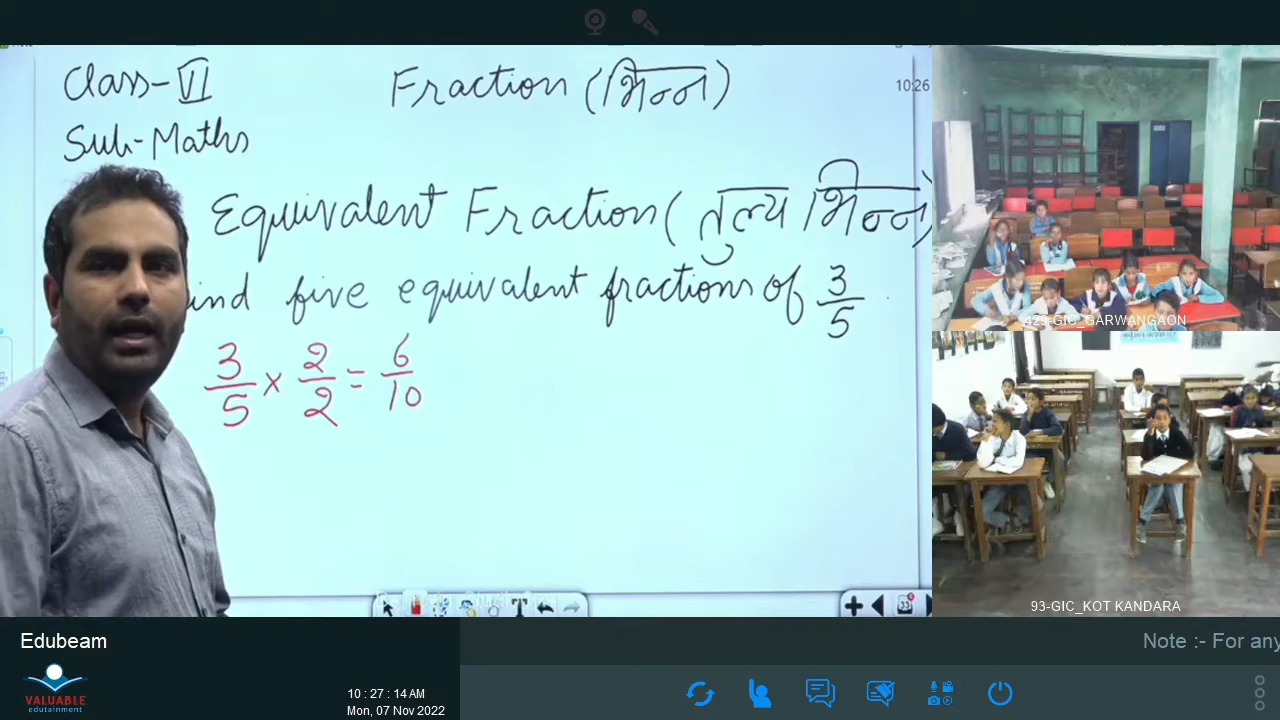 Class-VI
Fraction (भिन्न)
10:26
Sub-Maths
Equivalent Fraction (तुल्य भिन्न)
ind five equivalent fractions of 3/5
3/5 × 2/2 = 6/10
429-GIC_GARWANGAON
93-GIC_KOT KANDARA
Edubeam
Note :- For any
VALUABLE
edutainment
10 : 27 : 14 AM
Mon, 07 Nov 2022